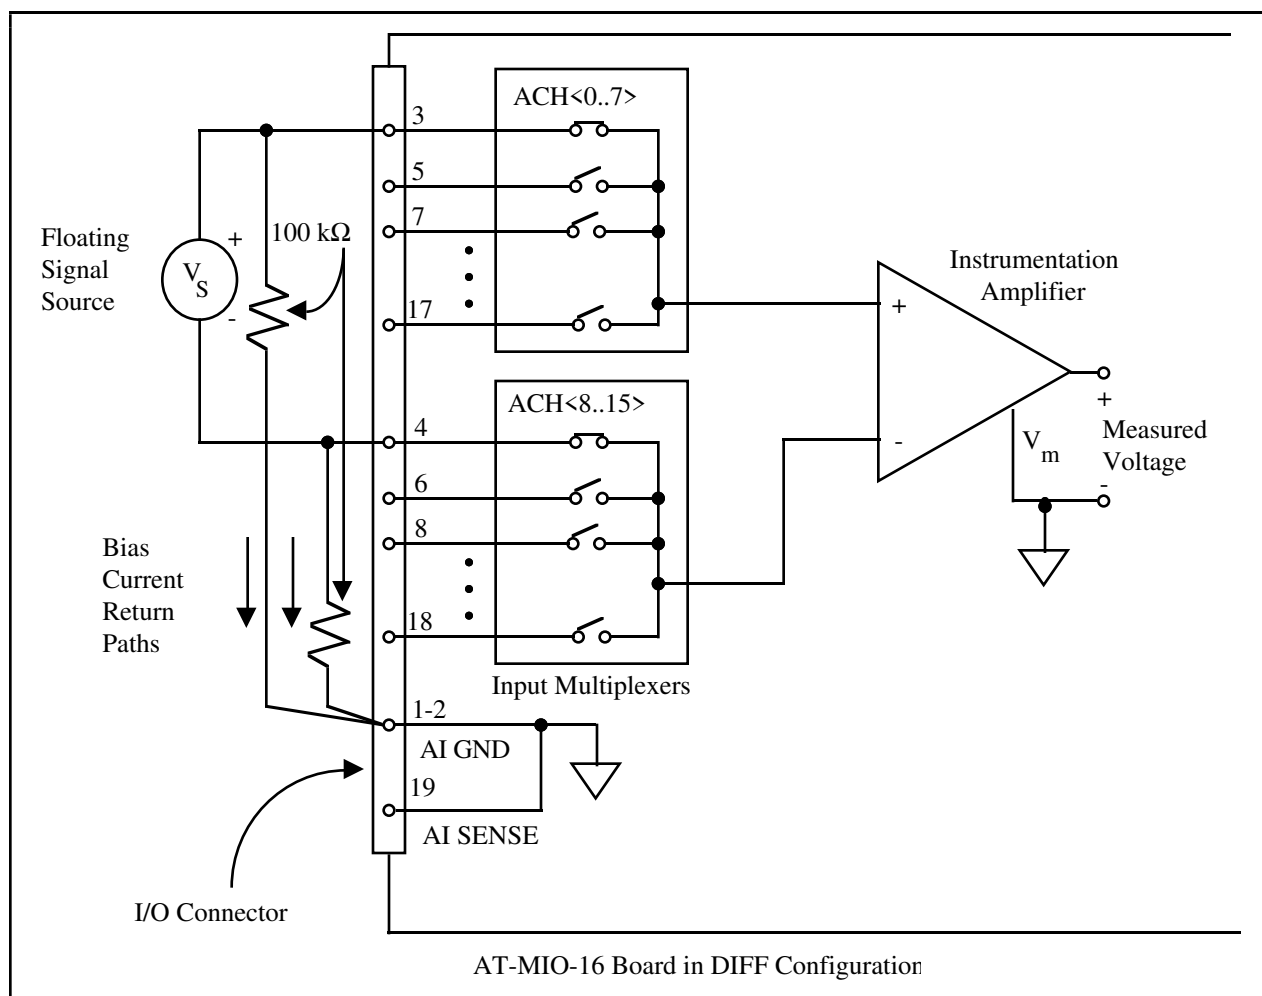 ACH<0..7>
3
5
7
17
Floating
Signal
Source
+
V
S
-
100 kΩ
Instrumentation
Amplifier
+
-
ACH<8..15>
4
6
8
18
+
Measured
Voltage
-
V
m
Bias
Current
Return
Paths
Input Multiplexers
1-2
AI GND
19
AI SENSE
I/O Connector
AT-MIO-16 Board in DIFF Configuration